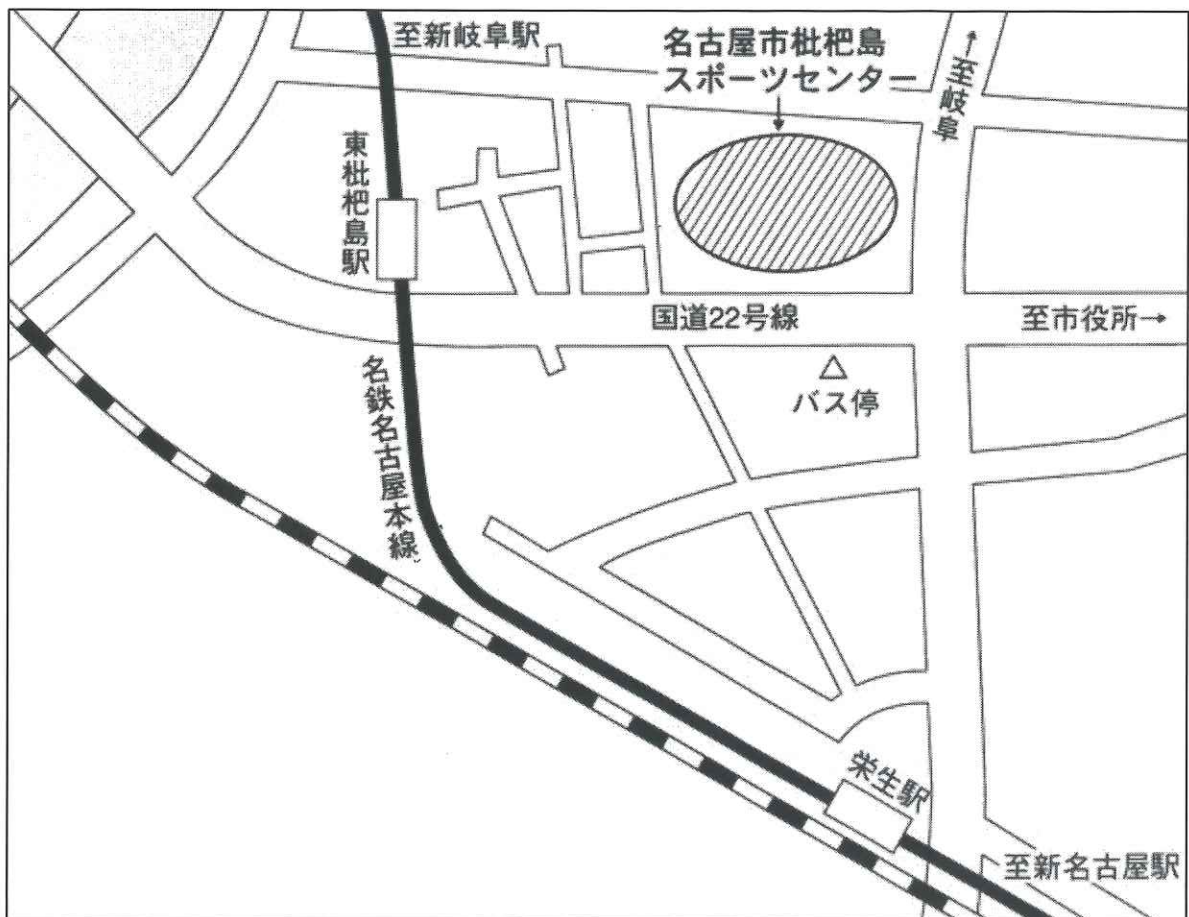 至新岐阜駅
名古屋市枇杷島
スポーツセンター
↑至岐阜
東枇杷島駅
国道22号線
至市役所→
バス停
名鉄名古屋本線
栄生駅
至新名古屋駅